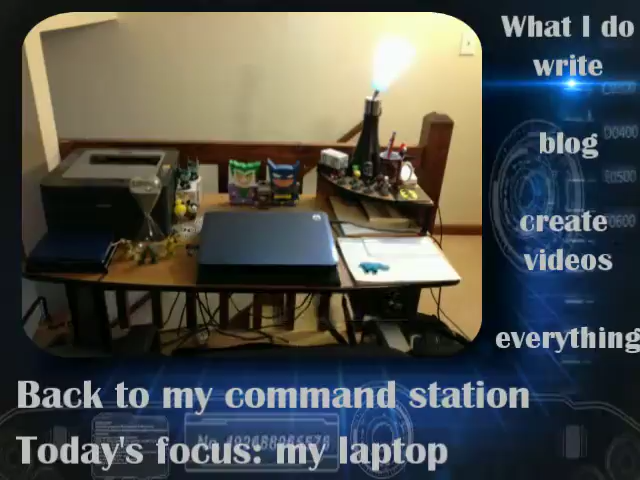 What I do
write
blog
create
videos
everything
Back to my command station
Today's focus: my laptop